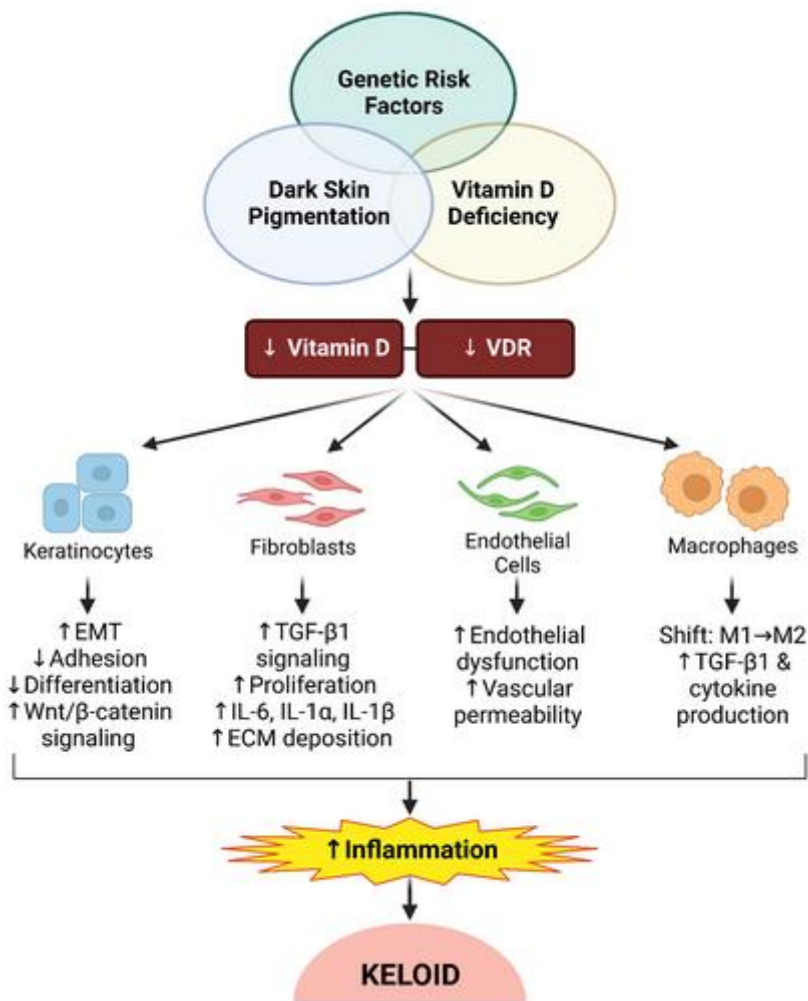 Genetic Risk
Factors
Dark Skin
Pigmentation
Vitamin D
Deficiency
↓ Vitamin D
↓ VDR
Keratinocytes
Fibroblasts
Endothelial
Cells
Macrophages
↑EMT
↓Adhesion
↓Differentiation
↑Wnt/β-catenin
signaling
↑TGF-β1
signaling
↑Proliferation
↑IL-6, IL-1α, IL-1β
↑ECM deposition
↑Endothelial
dysfunction
↑Vascular
permeability
Shift: M1→M2
↑TGF-β1 &
cytokine
production
↑Inflammation
KELOID